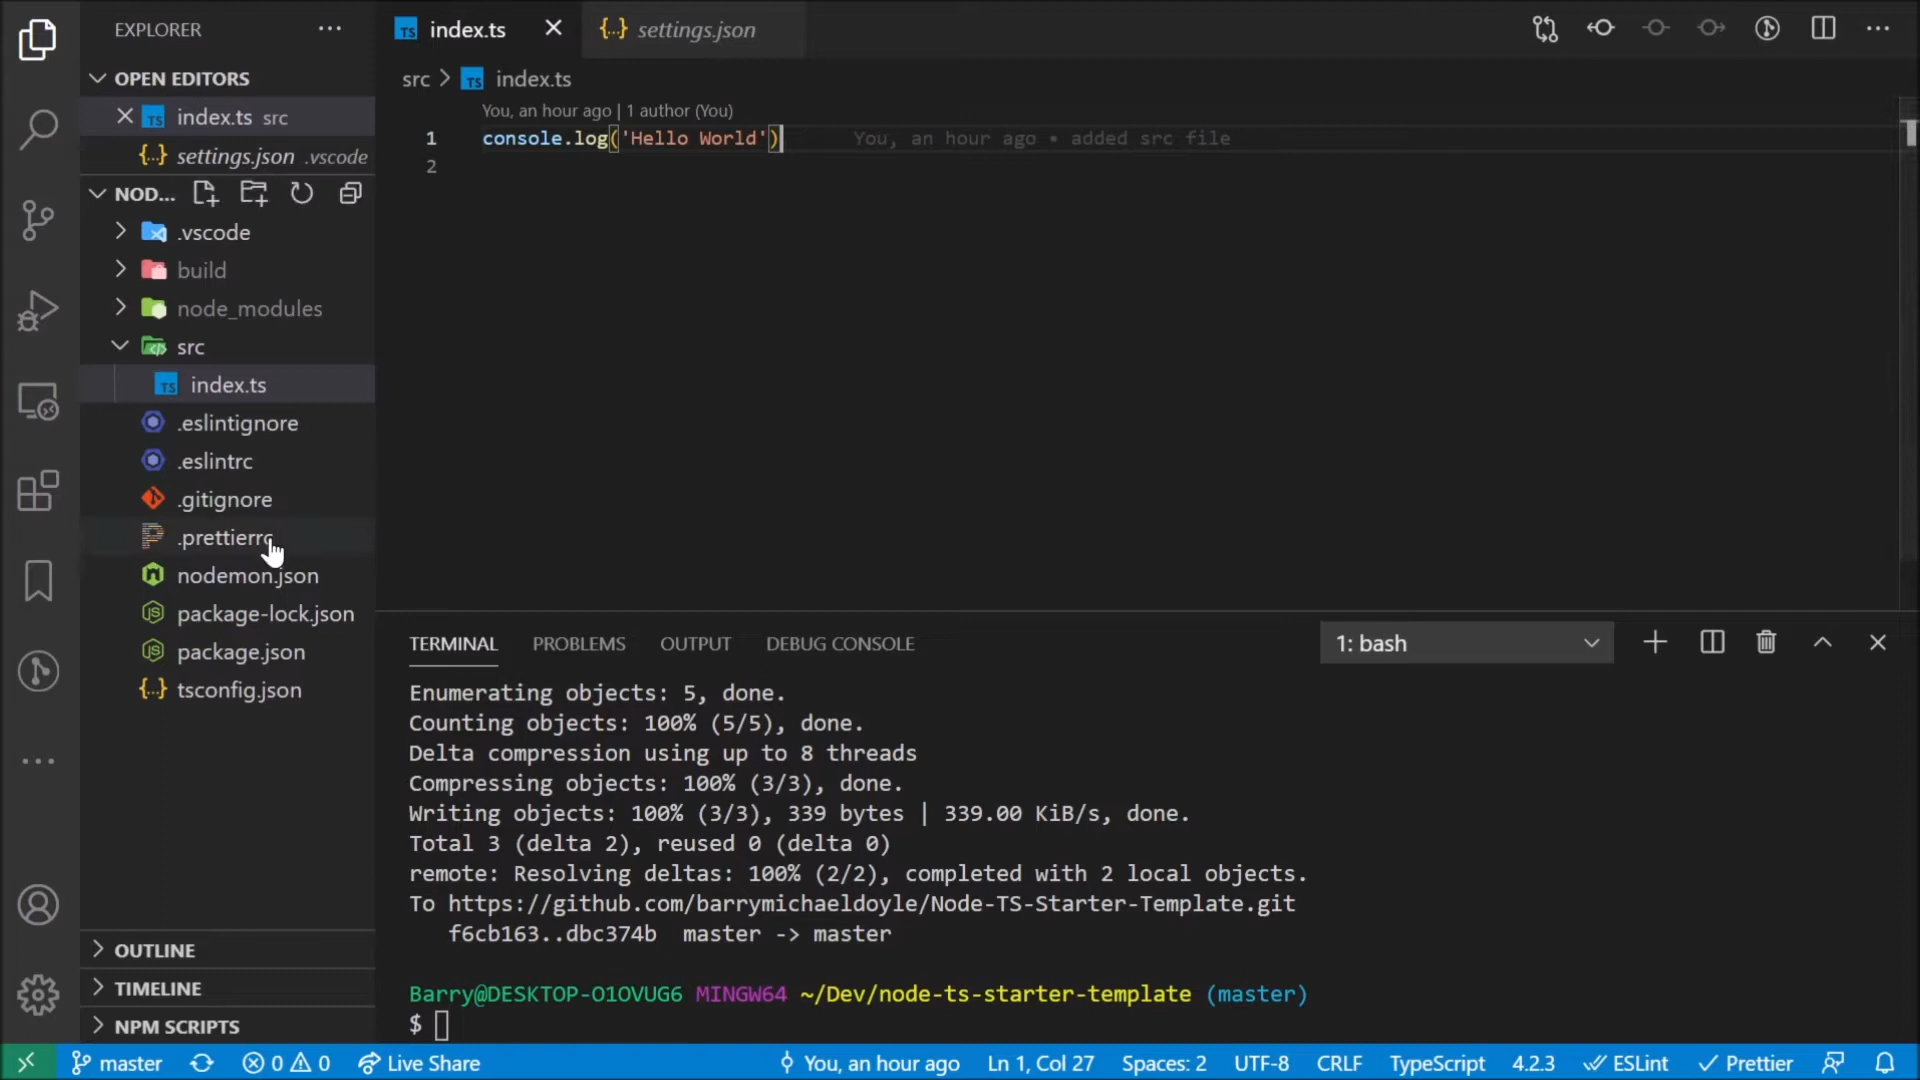 EXPLORER
OPEN EDITORS
index.ts src
settings.json .vscode
NOD...
.vscode
build
node_modules
src
index.ts
.eslintignore
.eslintrc
.gitignore
.prettierrc
nodemon.json
package-lock.json
package.json
tsconfig.json
OUTLINE
TIMELINE
NPM SCRIPTS
TS index.ts
{..} settings.json
src > TS index.ts
You, an hour ago | 1 author (You)
1 console.log('Hello World') You, an hour ago • added src file
2
TERMINAL PROBLEMS OUTPUT DEBUG CONSOLE 1: bash
Enumerating objects: 5, done.
Counting objects: 100% (5/5), done.
Delta compression using up to 8 threads
Compressing objects: 100% (3/3), done.
Writing objects: 100% (3/3), 339 bytes | 339.00 KiB/s, done.
Total 3 (delta 2), reused 0 (delta 0)
remote: Resolving deltas: 100% (2/2), completed with 2 local objects.
To https://github.com/barrymichaeldoyle/Node-TS-Starter-Template.git
f6cb163..dbc374b master -> master
Barry@DESKTOP-O1OVUG6 MINGW64 ~/Dev/node-ts-starter-template (master)
$
master 0 0 Live Share You, an hour ago Ln 1, Col 27 Spaces: 2 UTF-8 CRLF TypeScript 4.2.3 ESLint Prettier